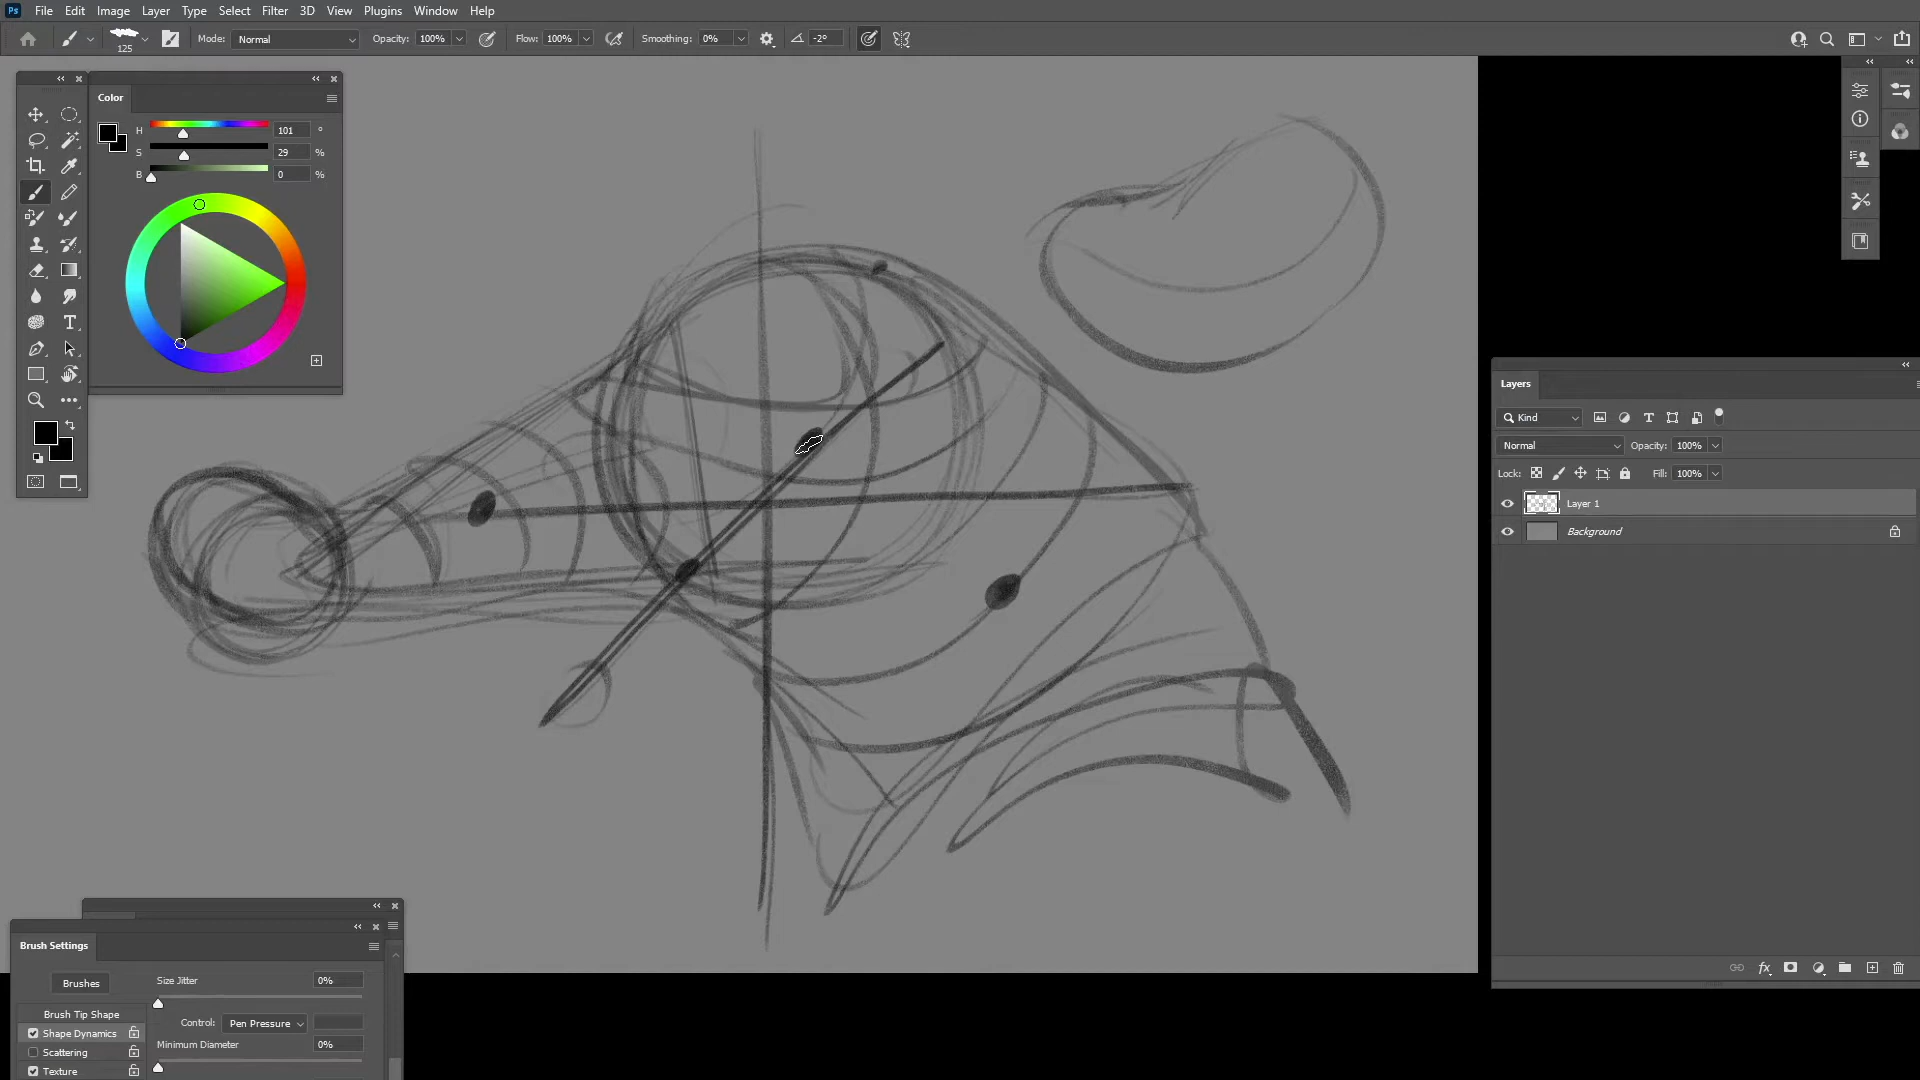 Ps File Edit Image Layer Type Select Filter 3D View Plugins Window Help
125 Mode: Normal Opacity: 100% Flow: 100% Smoothing: 0% -2°
Color
H 101 °
S 29 %
B 0 %
Layers
Kind
Normal Opacity: 100%
Lock: Fill: 100%
Layer 1
Background
fx
Brush Settings
Brushes Size Jitter 0%
Brush Tip Shape
Control: Pen Pressure
Shape Dynamics
Minimum Diameter 0%
Scattering
Texture